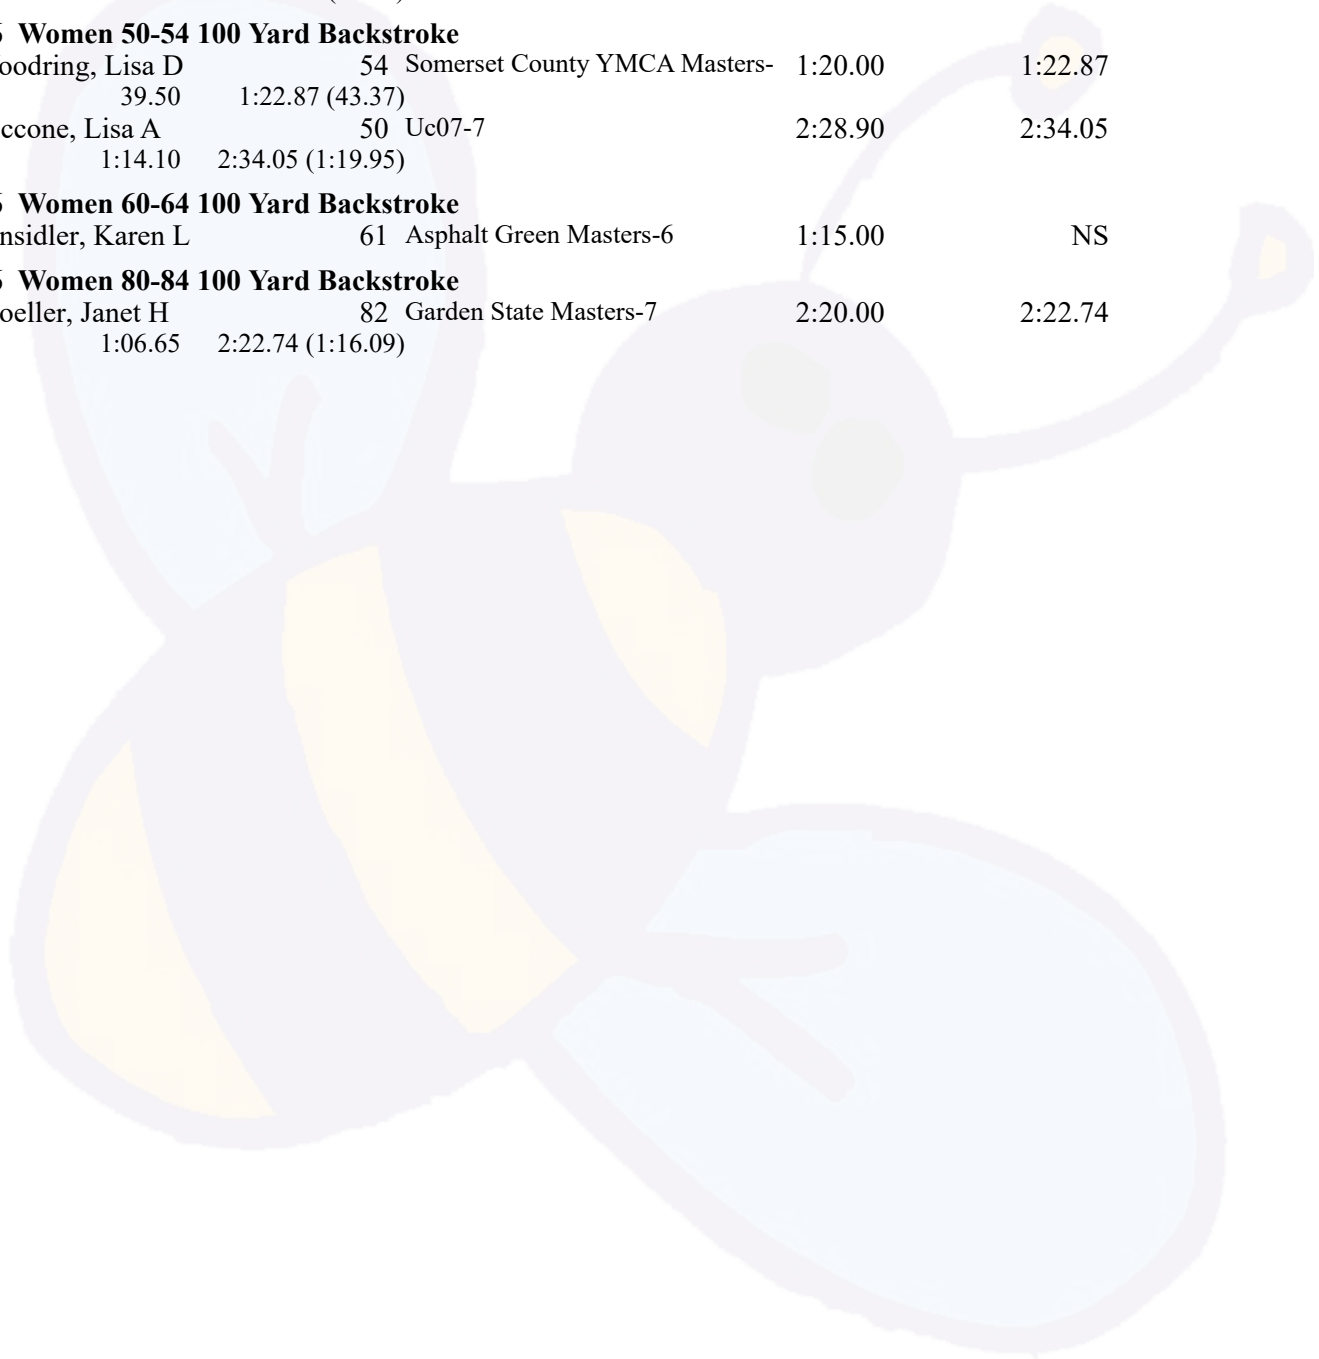 Women 50-54 100 Yard Backstroke
oodring, Lisa D 54 Somerset County YMCA Masters- 1:20.00 1:22.87
39.50 1:22.87 (43.37)
ccone, Lisa A 50 Uc07-7 2:28.90 2:34.05
1:14.10 2:34.05 (1:19.95)
Women 60-64 100 Yard Backstroke
nsidler, Karen L 61 Asphalt Green Masters-6 1:15.00 NS
Women 80-84 100 Yard Backstroke
oeller, Janet H 82 Garden State Masters-7 2:20.00 2:22.74
1:06.65 2:22.74 (1:16.09)